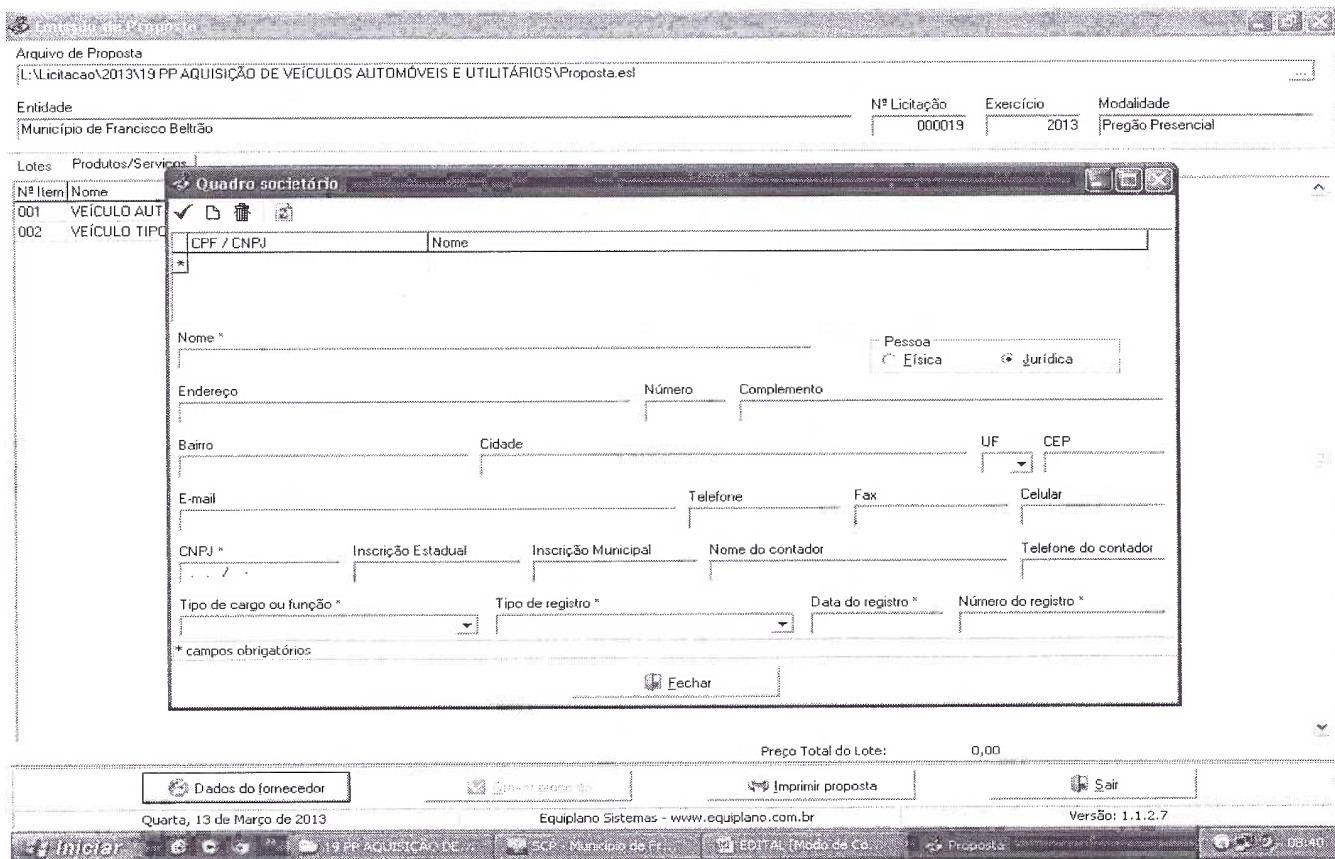 Emissão de Proposta
Arquivo de Proposta
L:\Licitacao\2013\19 PP AQUISIÇÃO DE VEÍCULOS AUTOMÓVEIS E UTILITÁRIOS\Proposta.esl ...
Entidade Nº Licitação Exercício Modalidade
Município de Francisco Beltrão 000019 2013 Pregão Presencial
Lotes Produtos/Serviços
Nº Item Nome
001 VEÍCULO AUT
002 VEÍCULO TIPO
Quadro societário
CPF / CNPJ Nome
*
Nome *
Pessoa
Física Jurídica
Endereço Número Complemento
Bairro Cidade UF CEP
E-mail Telefone Fax Celular
CNPJ * Inscrição Estadual Inscrição Municipal Nome do contador Telefone do contador
. . / -
Tipo de cargo ou função * Tipo de registro * Data do registro * Número do registro *
* campos obrigatórios
Fechar
Preço Total do Lote: 0,00
Dados do fornecedor Imprimir proposta Sair
Quarta, 13 de Março de 2013 Equiplano Sistemas - www.equiplano.com.br Versão: 1.1.2.7
Iniciar 19 PP AQUISIÇÃO DE... SCP - Município de Fr... EDITAL [Modo de Co... Proposta 08:40